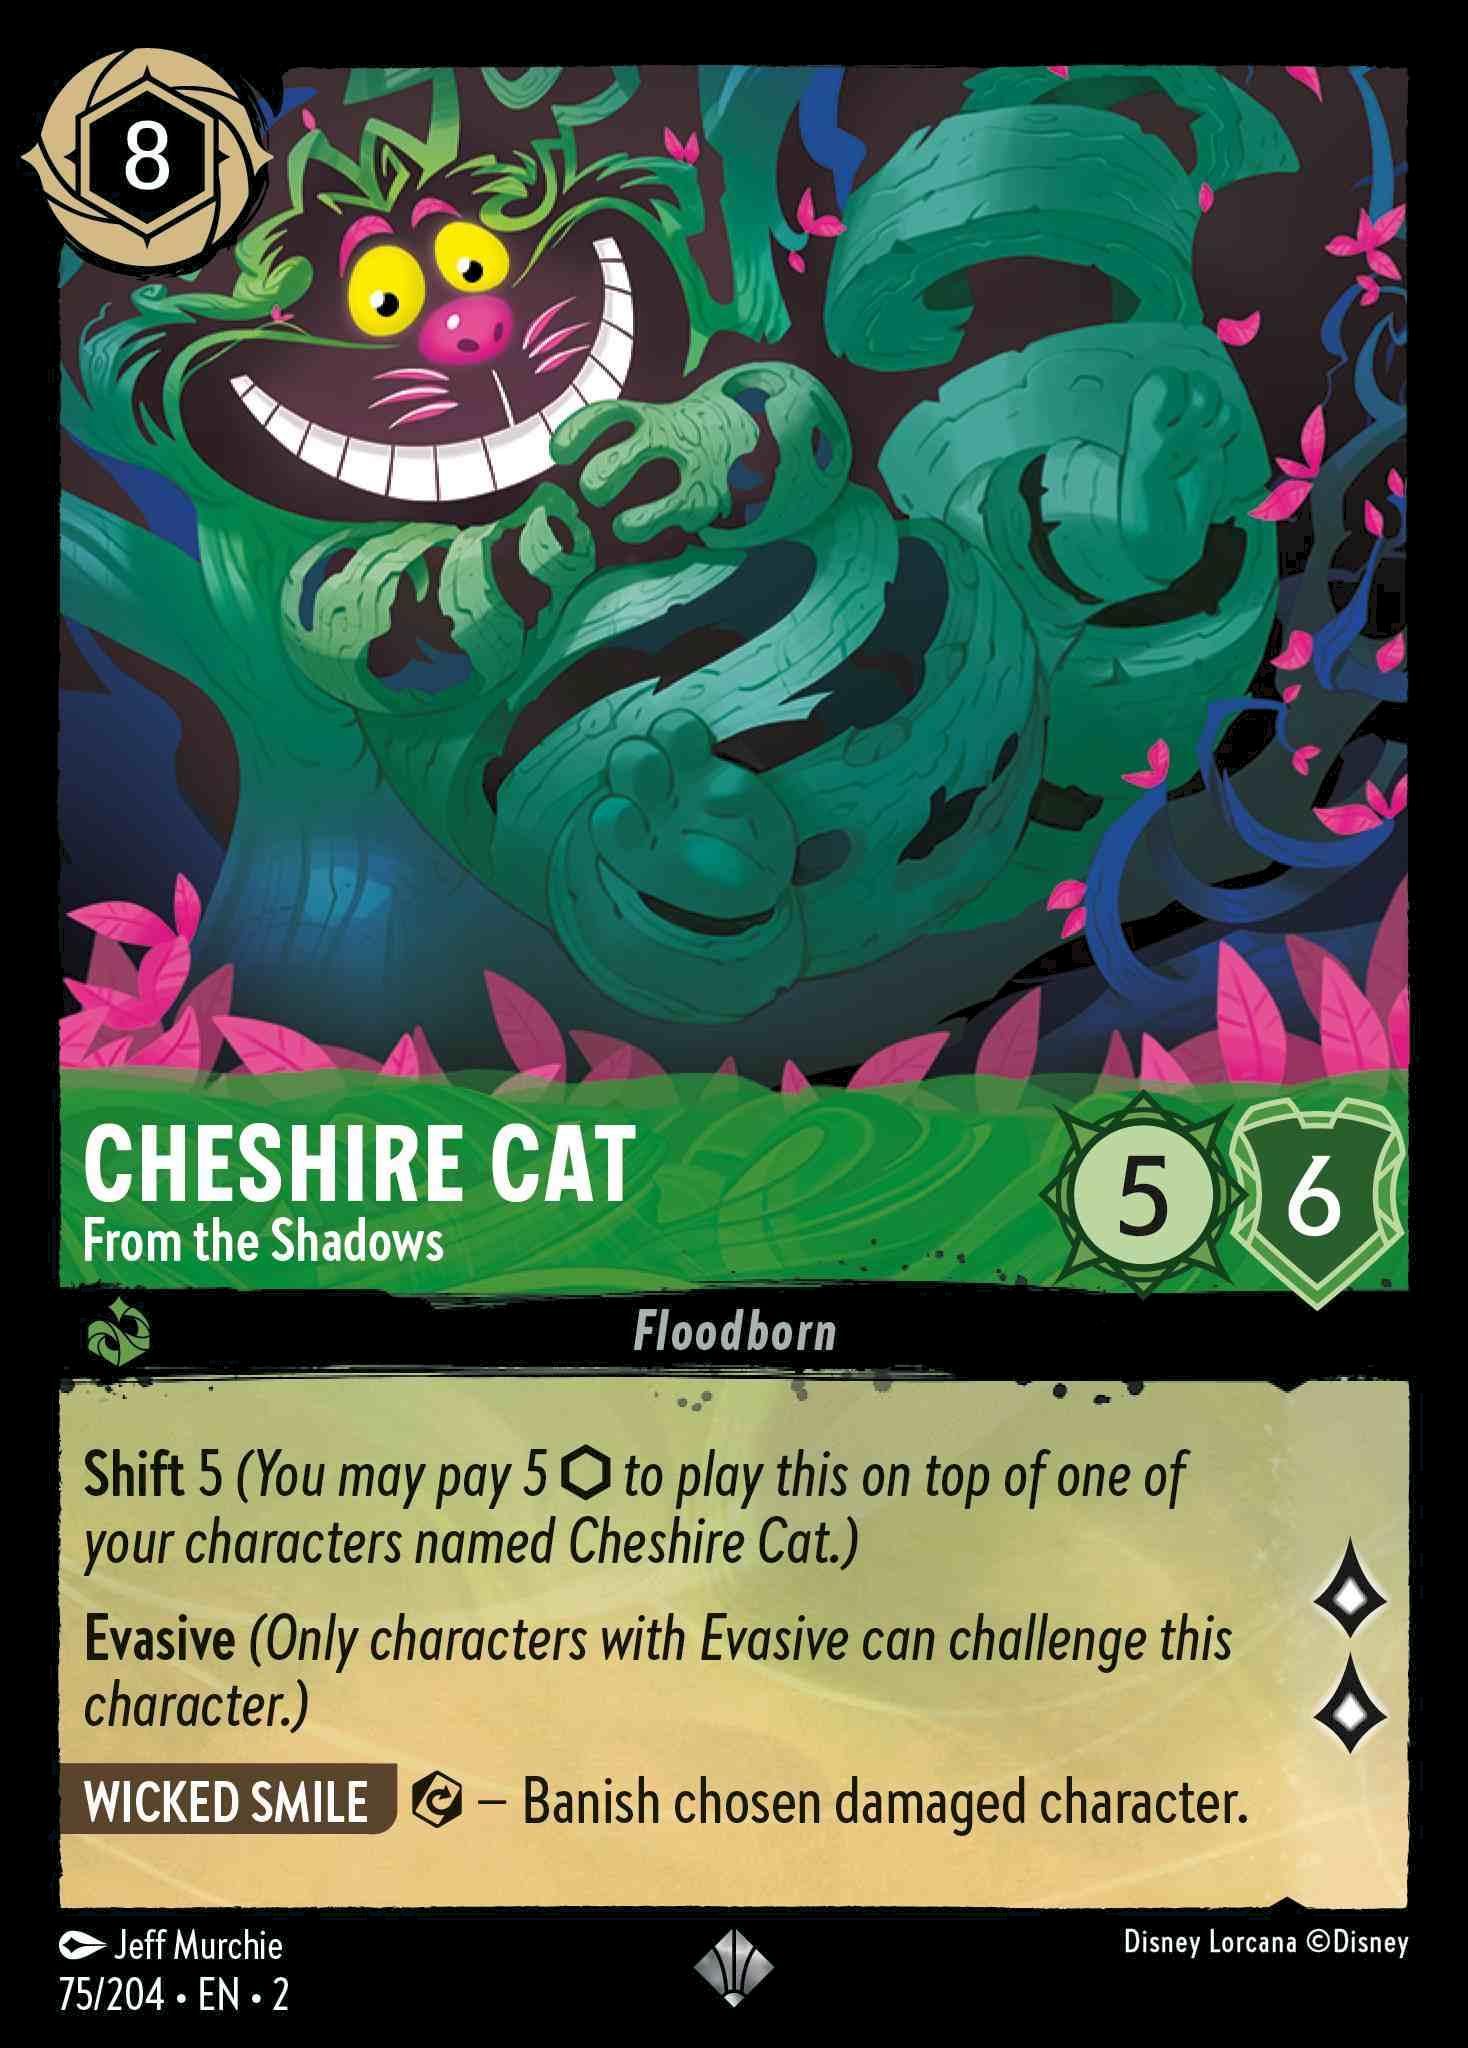 8
CHESHIRE CAT
From the Shadows
5
6
Floodborn
Shift 5 (You may pay 5 ⬡ to play this on top of one of
your characters named Cheshire Cat.)
Evasive (Only characters with Evasive can challenge this
character.)
WICKED SMILE – Banish chosen damaged character.
Jeff Murchie
Disney Lorcana ©Disney
75/204 • EN • 2